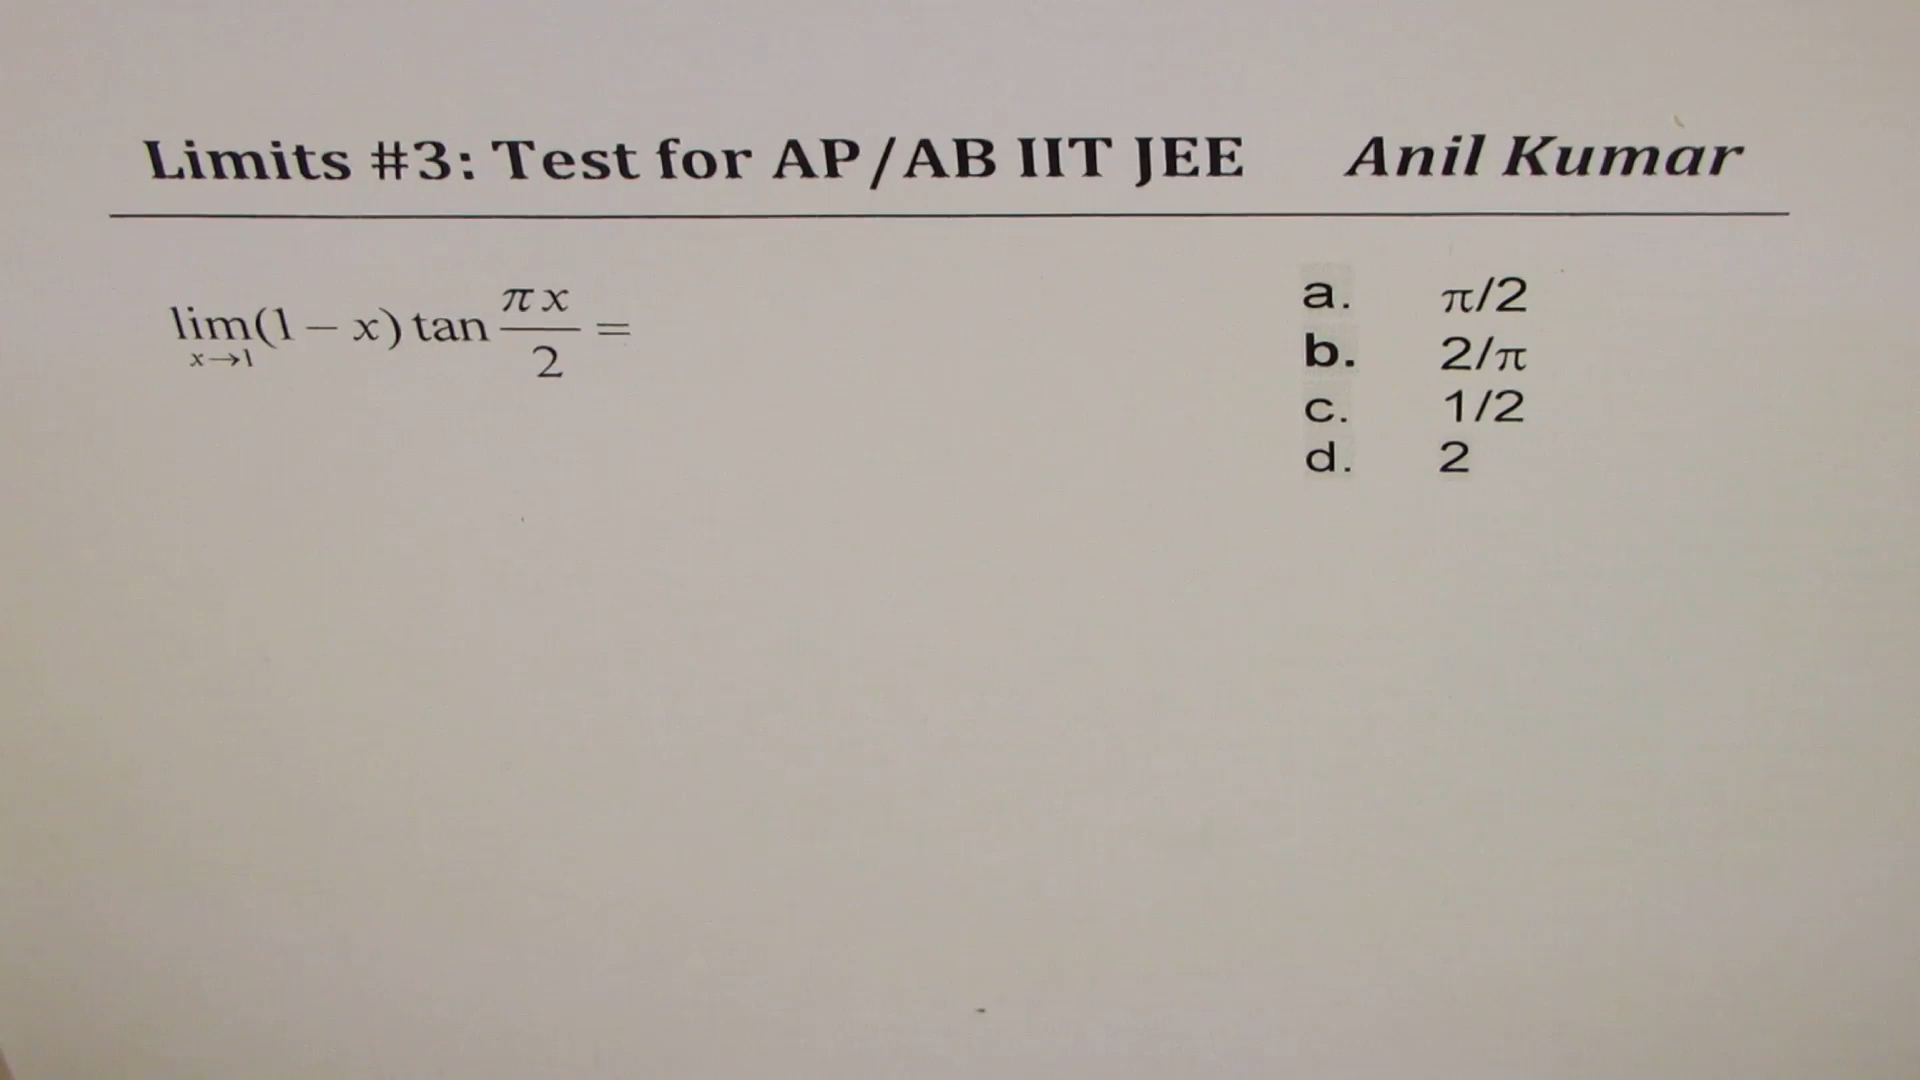 Limits #3: Test for AP/AB IIT JEE Anil Kumar
lim(1 − x) tan πx/2 =
x→1
a. π/2
b. 2/π
c. 1/2
d. 2